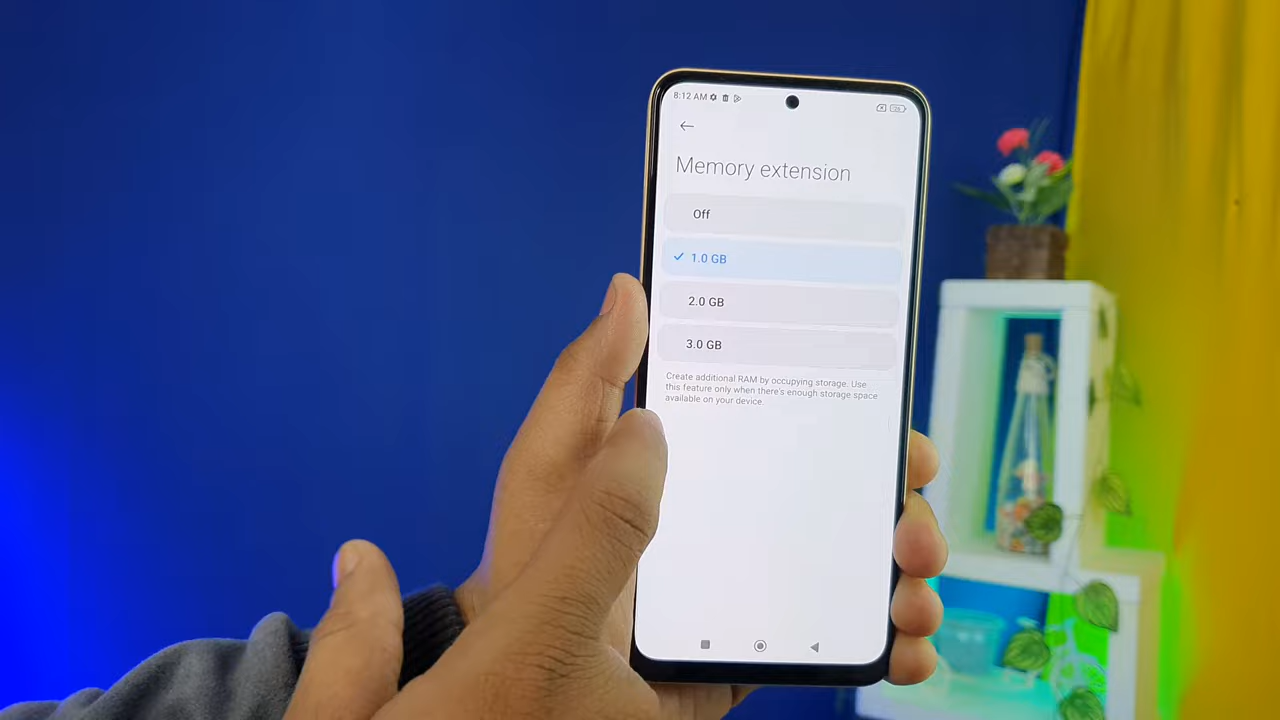 8:12 AM
Memory extension
Off
1.0 GB
2.0 GB
3.0 GB
Create additional RAM by occupying storage. Use
this feature only when there's enough storage space
available on your device.